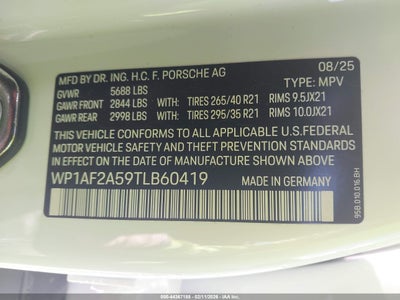 MFD BY DR. ING. H.C. F. PORSCHE AG 08/25
GVWR 5688 LBS TYPE: MPV
GAWR FRONT 2844 LBS WITH: TIRES 265/40 R21 RIMS 9.5JX21
GAWR REAR 2998 LBS WITH: TIRES 295/35 R21 RIMS 10.0JX21
THIS VEHICLE CONFORMS TO ALL APPLICABLE U.S.FEDERAL
MOTOR VEHICLE SAFETY AND THEFT PREVENTION STANDARDS
IN EFFECT ON THE DATE OF MANUFACTURE SHOWN ABOVE.
WP1AF2A59TLB60419 MADE IN GERMANY
95B.010.016.BH